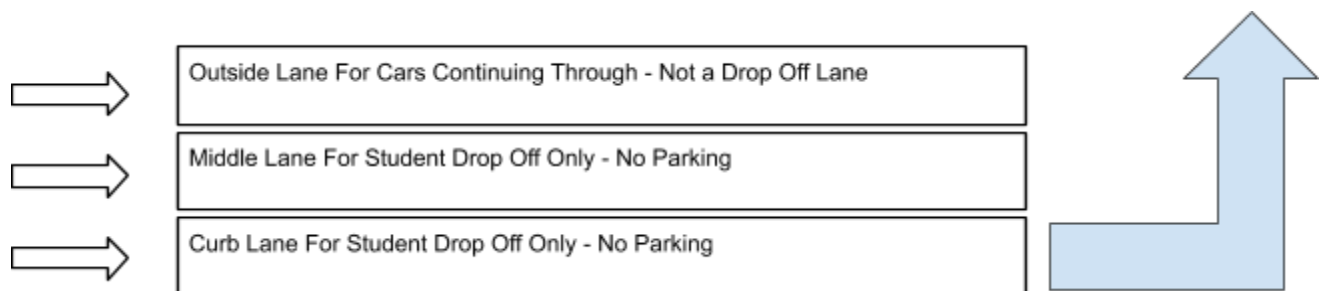 Outside Lane For Cars Continuing Through - Not a Drop Off Lane
Middle Lane For Student Drop Off Only - No Parking
Curb Lane For Student Drop Off Only - No Parking